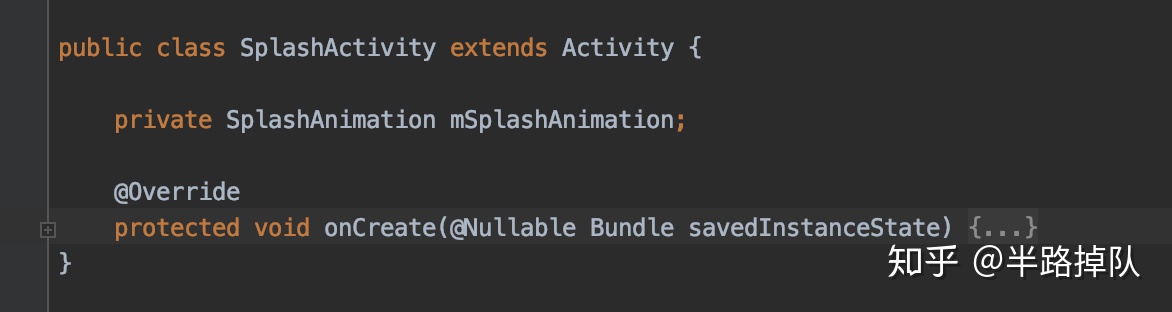 public class SplashActivity extends Activity {
private SplashAnimation mSplashAnimation;
@Override
protected void onCreate(@Nullable Bundle savedInstanceState) {...}
}
知乎 @半路掉队